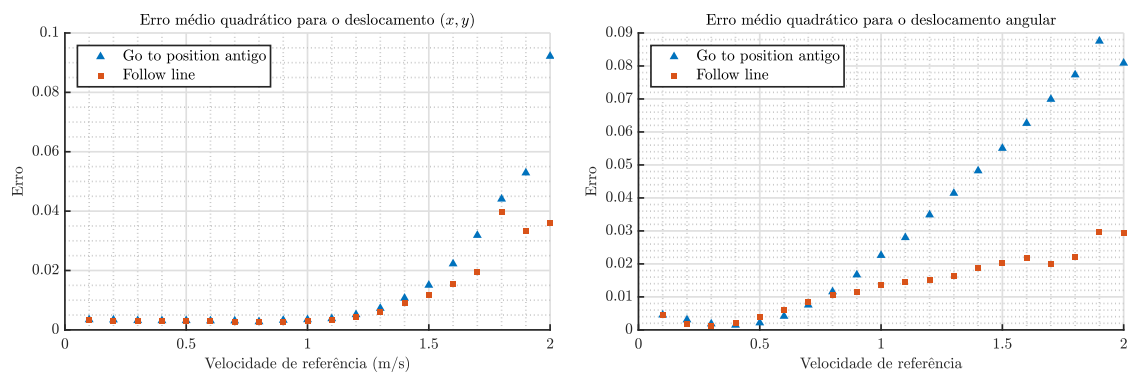 Erro médio quadrático para o deslocamento (x, y)
0.1
0.08
0.06
0.04
0.02
0
Erro
Go to position antigo
Follow line
0
0.5
1
1.5
2
Velocidade de referência (m/s)
Erro médio quadrático para o deslocamento angular
0.09
0.08
0.07
0.06
0.05
0.04
0.03
0.02
0.01
0
Erro
Go to position antigo
Follow line
0
0.5
1
1.5
2
Velocidade de referência